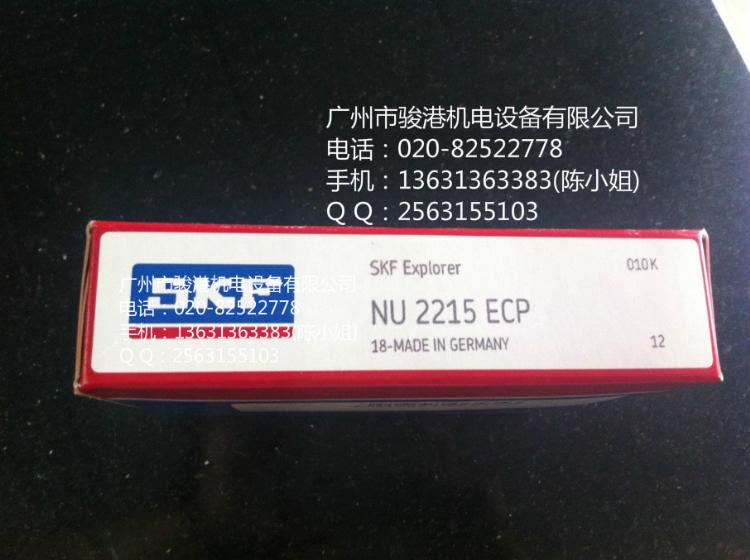 广州市骏港机电设备有限公司
电话：020-82522778
手机：13631363383(陈小姐)
Q Q：2563155103
SKF Explorer
010K
SKF
NU 2215 ECP
18-MADE IN GERMANY
12
广州市骏港机电设备有限公司
电话：020-82522778
手机：13631363383(陈小姐)
Q Q：2563155103